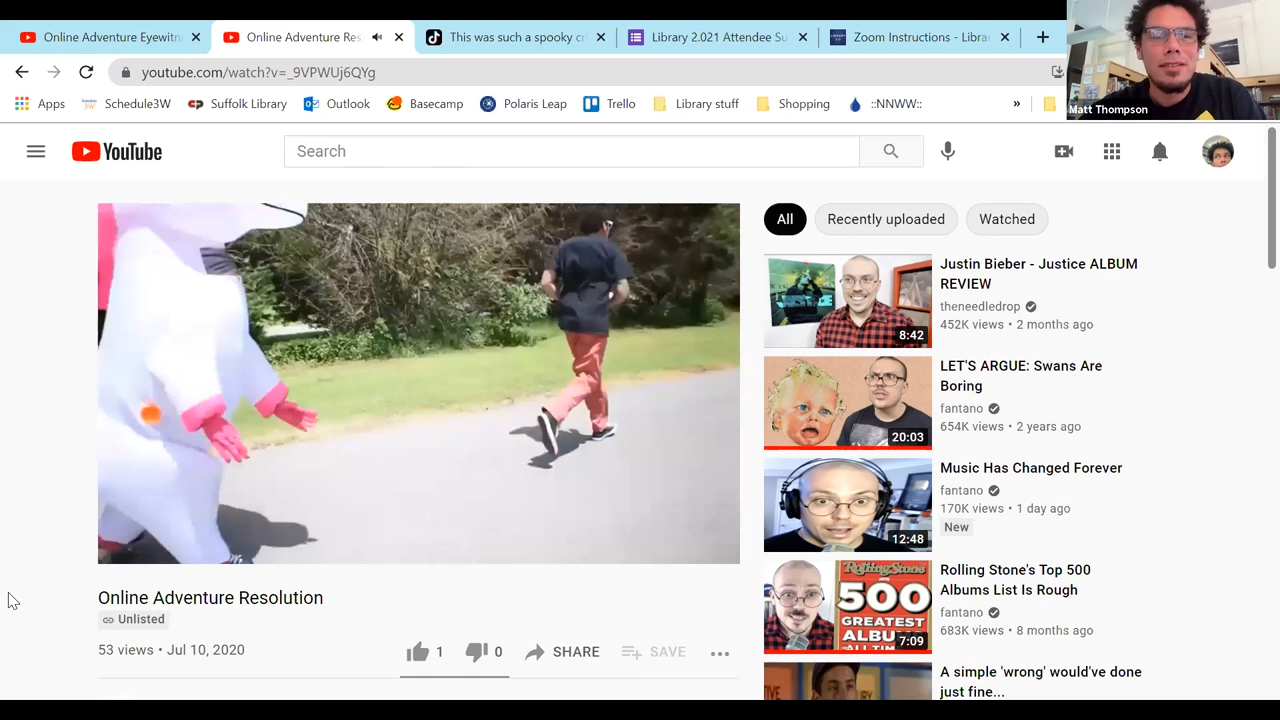 Online Adventure Eyewitn
Online Adventure Res
This was such a spooky cr
Library 2.021 Attendee Su
Zoom Instructions - Libra
youtube.com/watch?v=_9VPWUj6QYg
Apps
Schedule3W
Suffolk Library
Outlook
Basecamp
Polaris Leap
Trello
Library stuff
Shopping
::NNWW::
»
Matt Thompson
YouTube
Search
All
Recently uploaded
Watched
Justin Bieber - Justice ALBUM
REVIEW
theneedledrop
452K views • 2 months ago
8:42
LET'S ARGUE: Swans Are
Boring
fantano
654K views • 2 years ago
20:03
Music Has Changed Forever
fantano
170K views • 1 day ago
New
12:48
Rolling Stone's Top 500
Albums List Is Rough
fantano
683K views • 8 months ago
RollingStone
500
GREATEST
ALBU
ALL TIM
7:09
A simple 'wrong' would've done
just fine...
Online Adventure Resolution
Unlisted
53 views • Jul 10, 2020
1
0
SHARE
SAVE